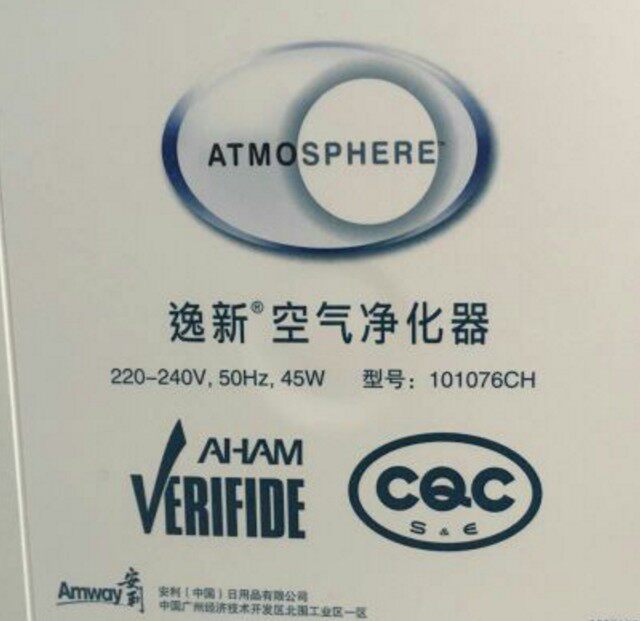 ATMOSPHERE™
逸新®空气净化器
220-240V, 50Hz, 45W 型号: 101076CH
AHAM
VERIFIDE
CQC
S & E
Amway 安利
安利(中国)日用品有限公司
中国广州经济技术开发区北围工业区一区